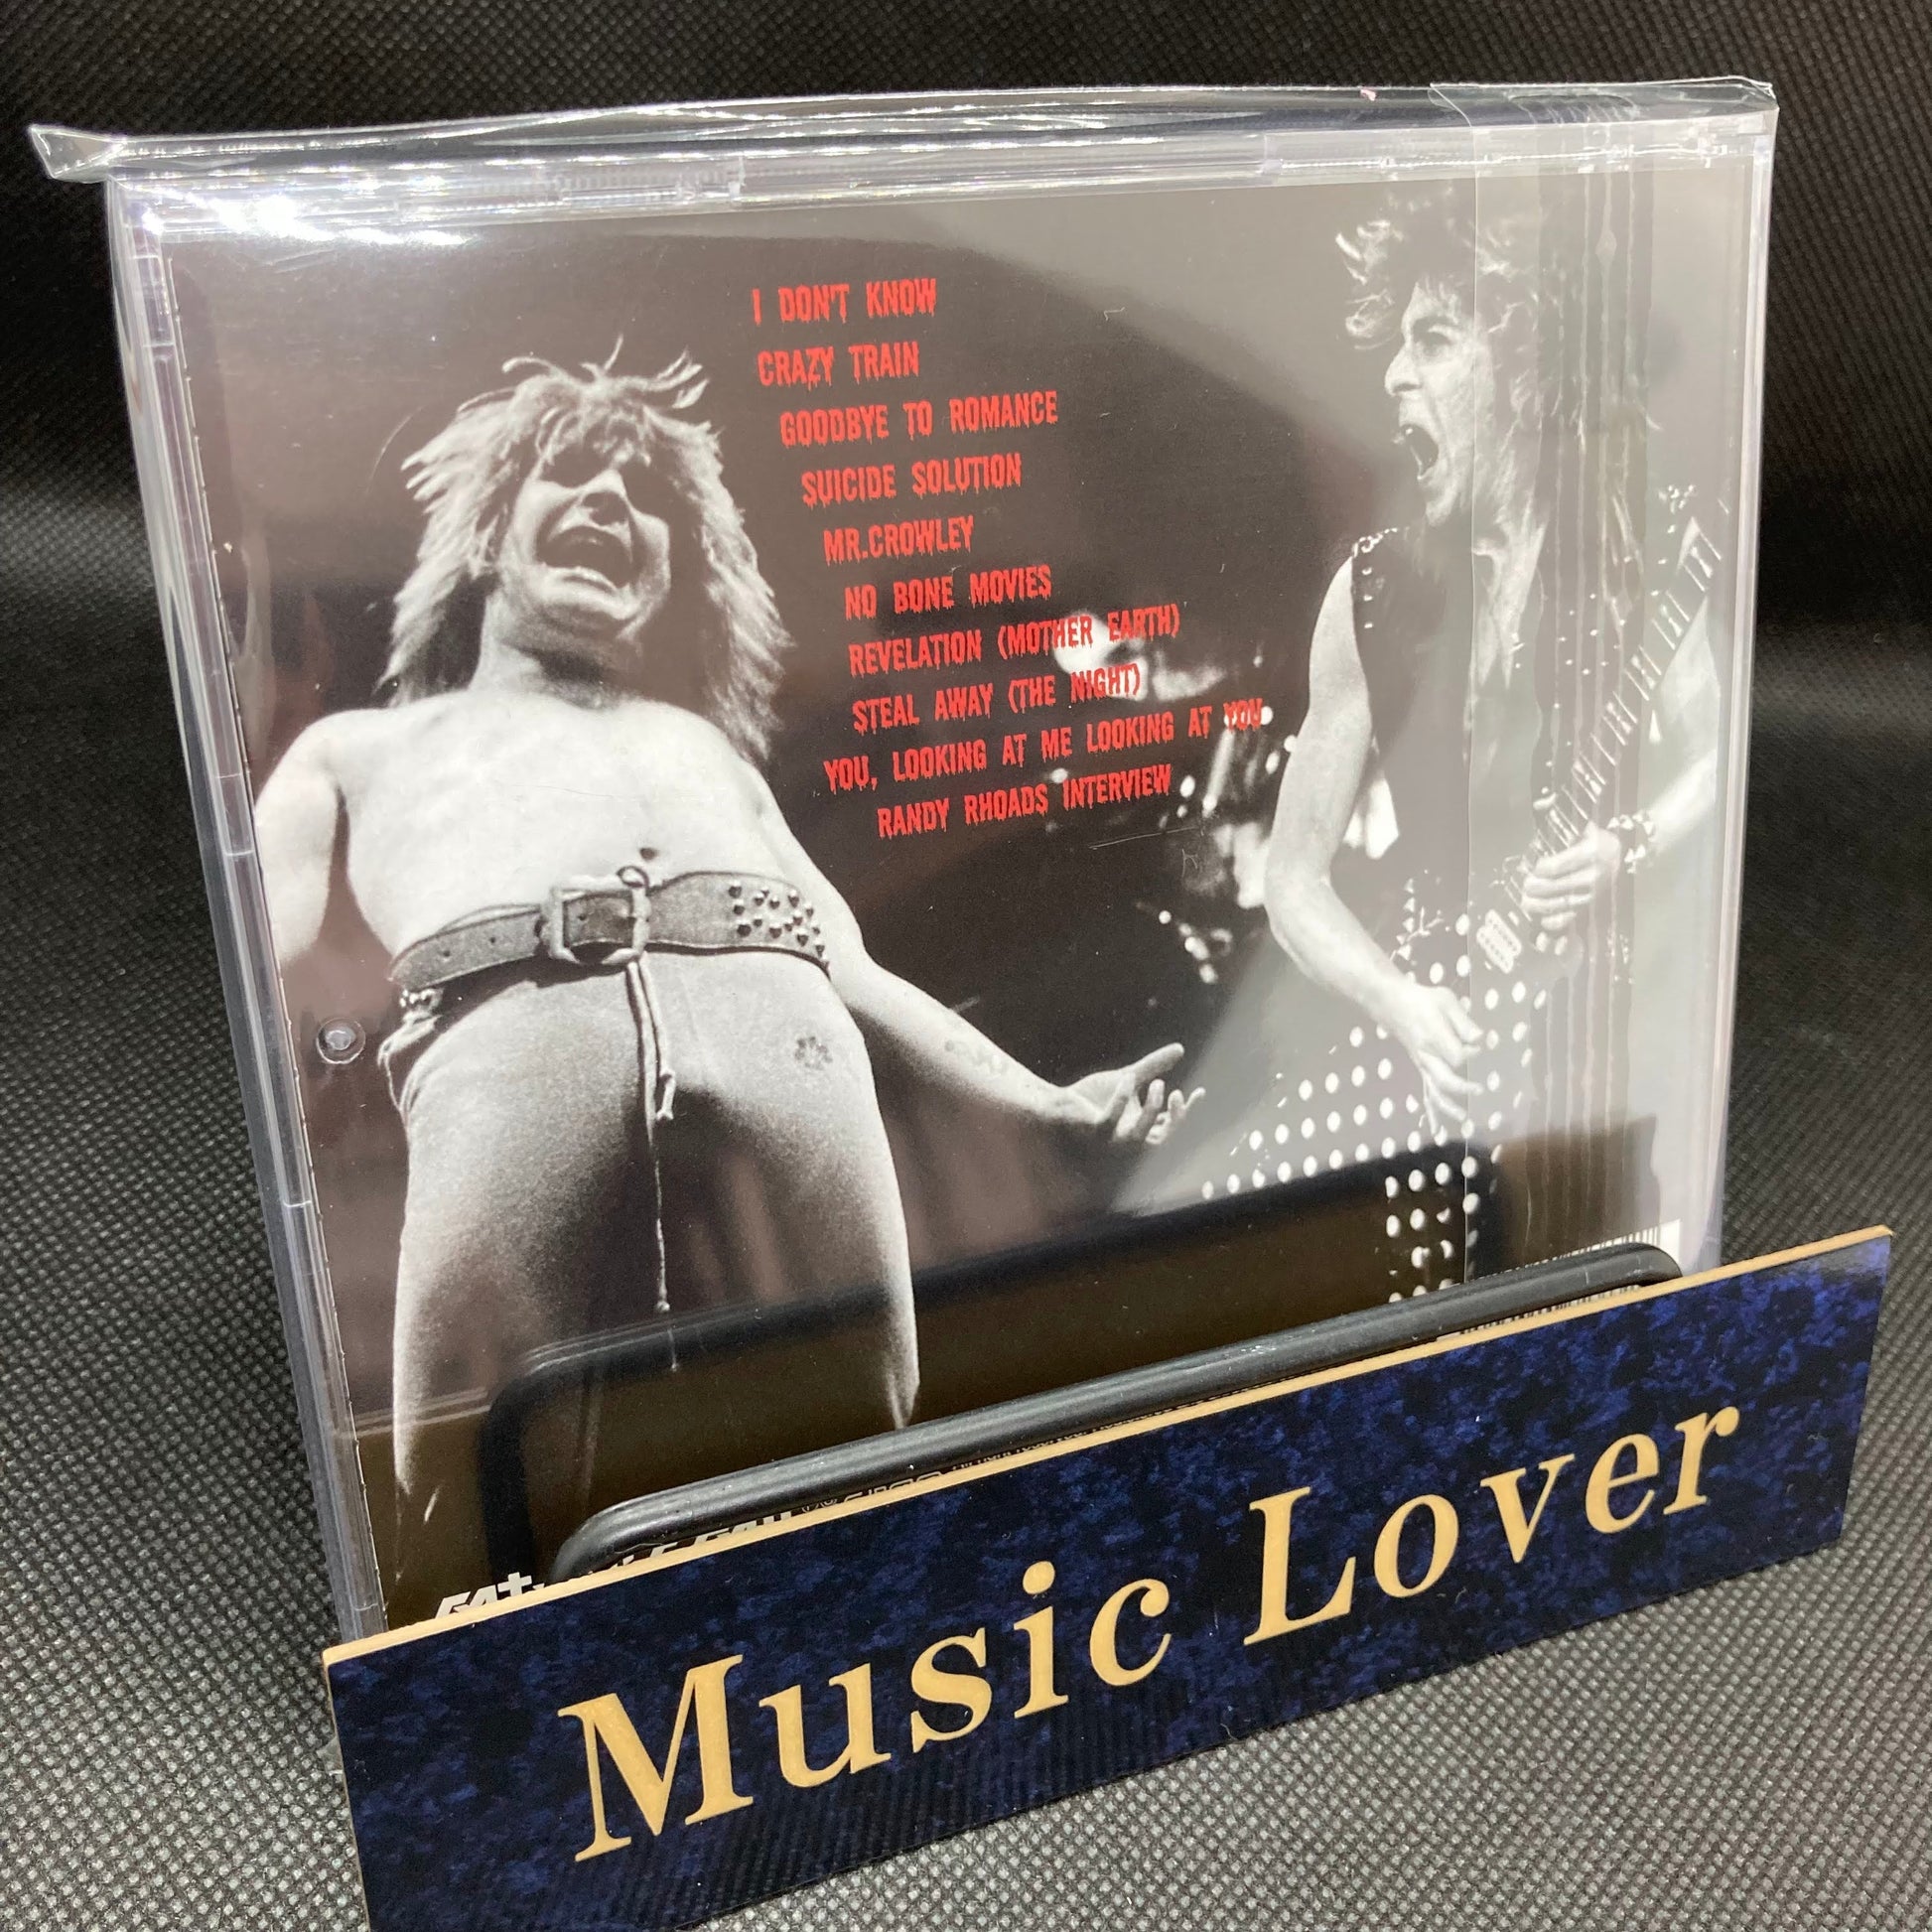 I DON'T KNOW
CRAZY TRAIN
GOODBYE TO ROMANCE
SUICIDE SOLUTION
MR.CROWLEY
NO BONE MOVIES
REVELATION (MOTHER EARTH)
STEAL AWAY (THE NIGHT)
YOU, LOOKING AT ME LOOKING AT YOU
RANDY RHOADS INTERVIEW
Music Lover